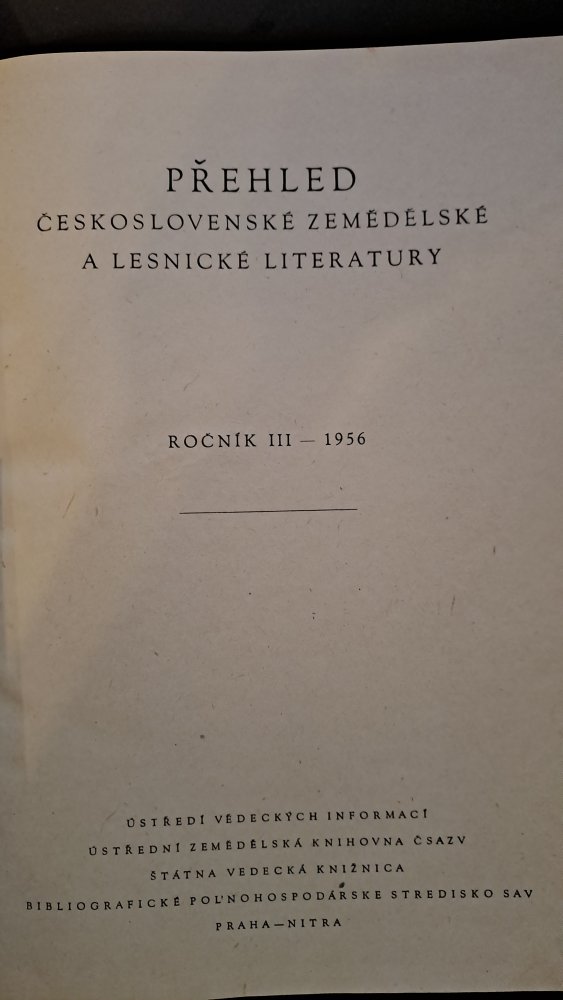 PŘEHLED
ČESKOSLOVENSKÉ ZEMĚDĚLSKÉ
A LESNICKÉ LITERATURY
ROČNÍK III — 1956
ÚSTŘEDÍ VĚDECKÝCH INFORMACÍ
ÚSTŘEDNÍ ZEMĚDĚLSKÁ KNIHOVNA ČSAZV
ŠTÁTNA VEDECKÁ KNIŽNICA
BIBLIOGRAFICKÉ POĽNOHOSPODÁRSKE STREDISKO SAV
PRAHA—NITRA